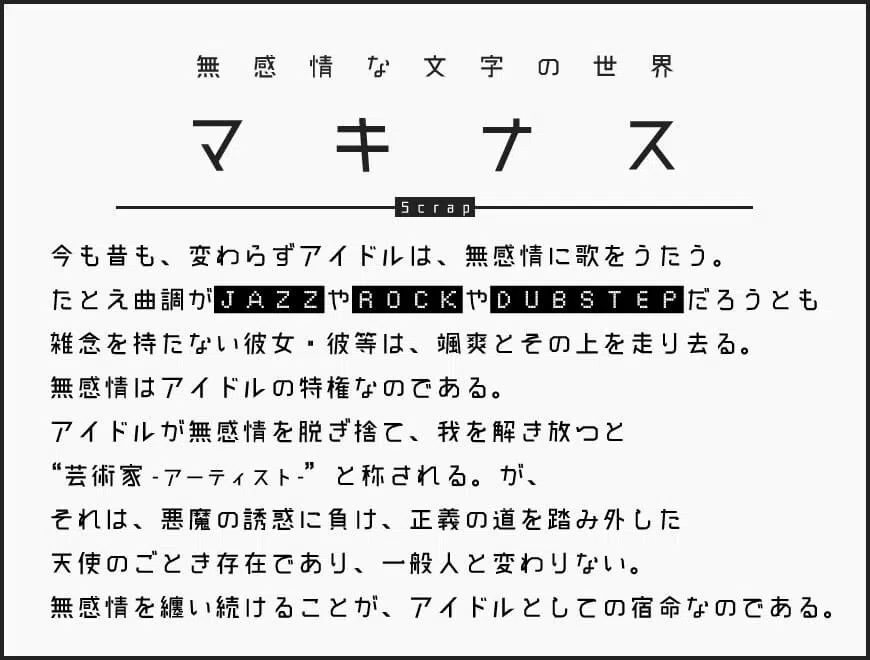 無感情な文字の世界
マキナス
Scrap
今も昔も、変わらずアイドルは、無感情に歌をうたう。
たとえ曲調がJAZZやROCKやDUBSTEPだろうとも
雑念を持たない彼女・彼等は、颯爽とその上を走り去る。
無感情はアイドルの特権なのである。
アイドルが無感情を脱ぎ捨て、我を解き放つと
“芸術家-アーティスト-”と称される。が、
それは、悪魔の誘惑に負け、正義の道を踏み外した
天使のごとき存在であり、一般人と変わりない。
無感情を纏い続けることが、アイドルとしての宿命なのである。